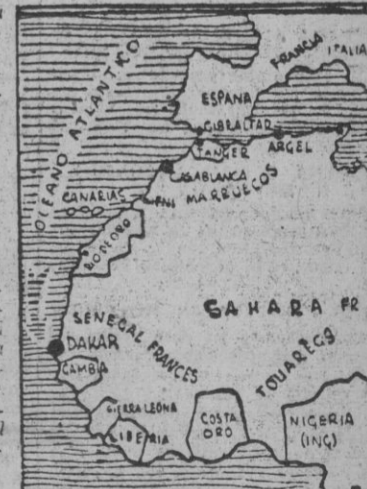 OCEANO ATLANTICO
FRANCIA
ITALIA
ESPAÑA
GIBRALTAR
TANGER
ARGEL
CASABLANCA
CANARIAS
IFNI
MARRUECOS
RIO DE ORO
SAHARA FR
SENEGAL FRANCES
DAKAR
TOUAREGS
GAMBIA
SIERRA LEONA
LIBERIA
COSTA
ORO
NIGERIA
(ING)